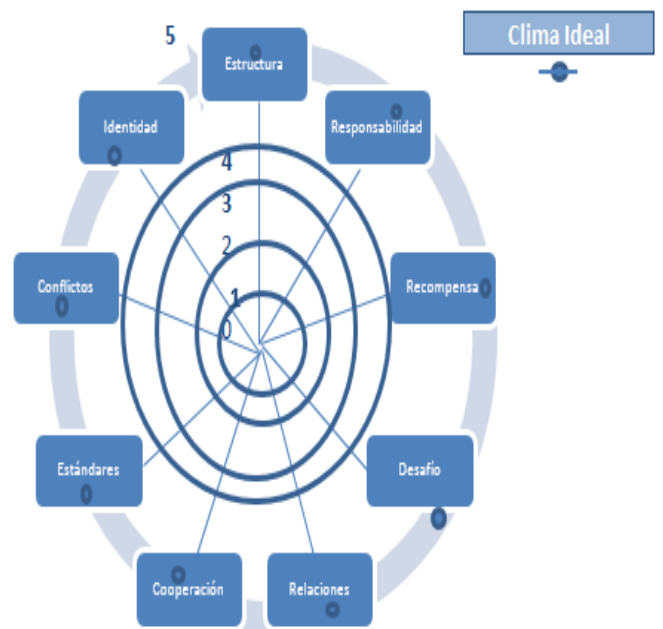 5
Clima Ideal
Estructura
Identidad
Responsabilidad
4
3
2
Conflictos
Recompensa
1
0
Estándares
Desafío
Cooperación
Relaciones